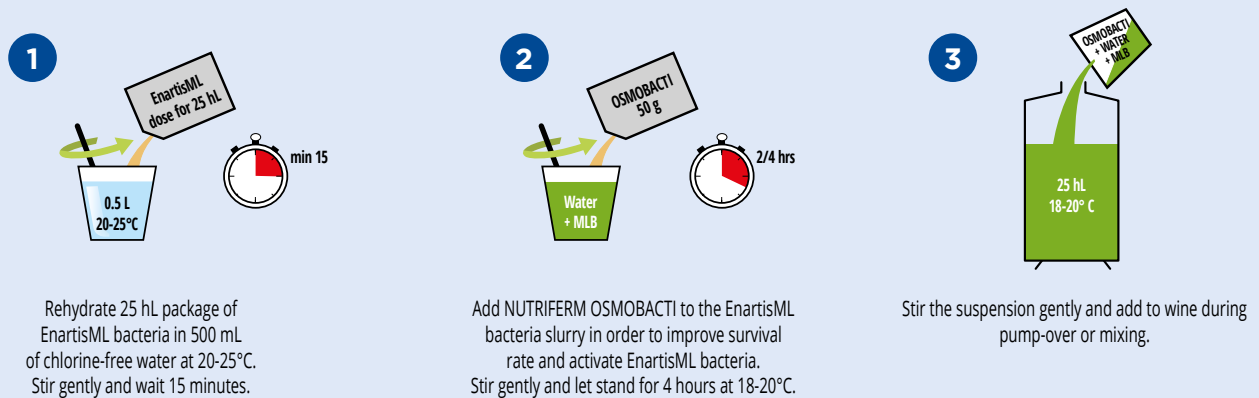 1
EnartisML
dose for 25 hL
min 15
0.5 L
20-25°C
Rehydrate 25 hL package of
EnartisML bacteria in 500 mL
of chlorine-free water at 20-25°C.
Stir gently and wait 15 minutes.
2
OSMOBACTI
50 g
2/4 hrs
Water
+ MLB
Add NUTRIFERM OSMOBACTI to the EnartisML
bacteria slurry in order to improve survival
rate and activate EnartisML bacteria.
Stir gently and let stand for 4 hours at 18-20°C.
3
OSMOBACTI
+ WATER
+ MLB
25 hL
18-20° C
Stir the suspension gently and add to wine during
pump-over or mixing.